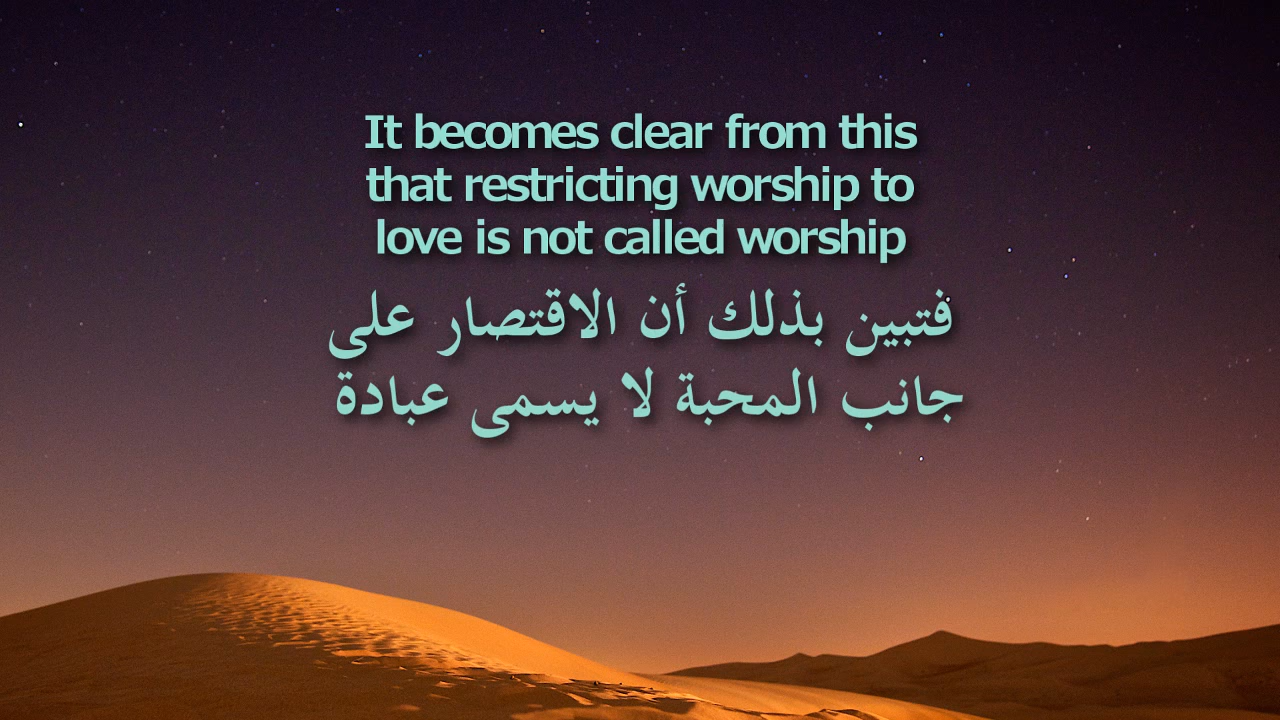 It becomes clear from this
that restricting worship to
love is not called worship
فتبين بذلك أن الاقتصار على
جانب المحبة لا يسمى عبادة